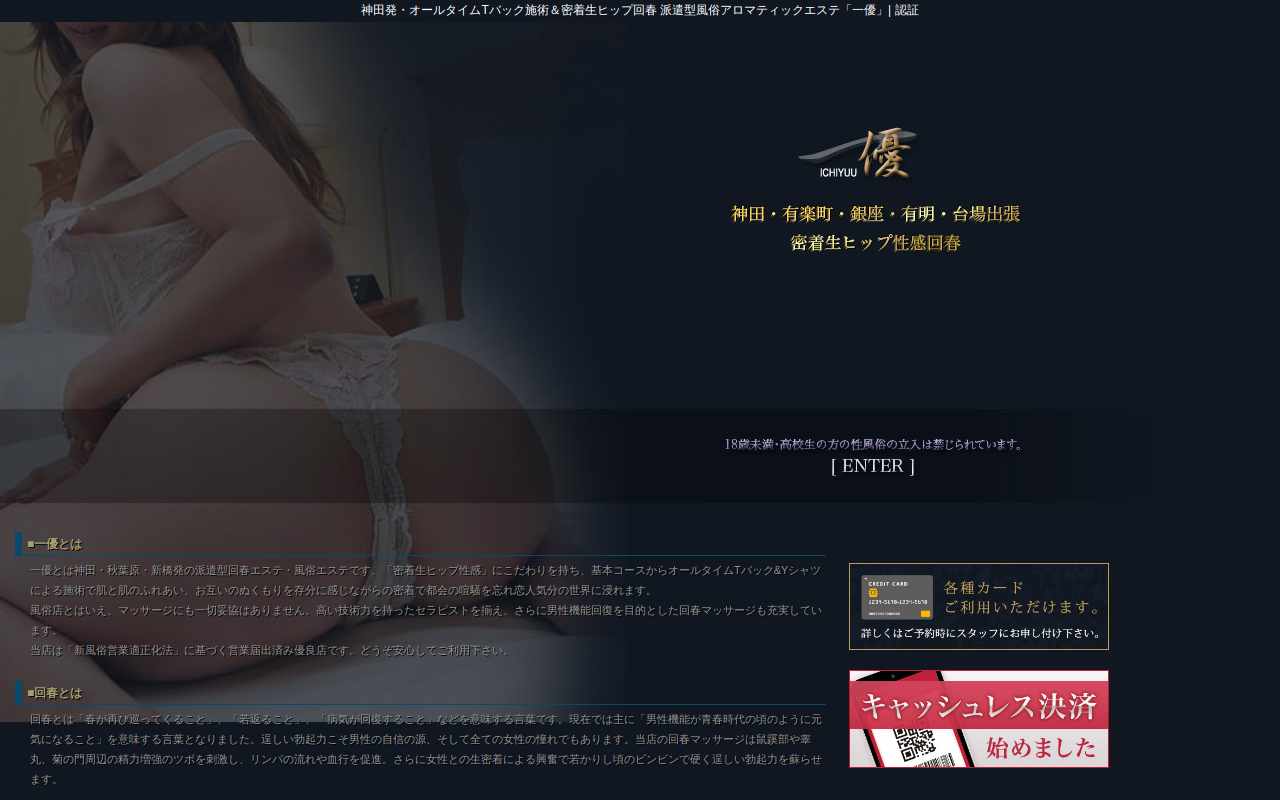 神田発・オールタイムTバック施術＆密着生ヒップ回春 派遣型風俗アロマティックエステ「一優」| 認証
一優
ICHIYUU
神田・有楽町・銀座・有明・台場出張
密着生ヒップ性感回春
18歳未満・高校生の方の性風俗の立入は禁じられています。
[ ENTER ]
■一優とは
一優とは神田・秋葉原・新橋発の派遣型回春エステ・風俗エステです。「密着生ヒップ性感」にこだわりを持ち、基本コースからオールタイムTバック&Yシャツ
による施術で肌と肌のふれあい、お互いのぬくもりを存分に感じながらの密着で都会の喧騒を忘れ恋人気分の世界に浸れます。
風俗店とはいえ、マッサージにも一切妥協はありません。高い技術力を持ったセラピストを揃え、さらに男性機能回復を目的とした回春マッサージも充実してい
ます。
当店は「新風俗営業適正化法」に基づく営業届出済み優良店です。どうぞ安心してご利用下さい。
■回春とは
回春とは「春が再び巡ってくること」、「若返ること」、「病気が回復すること」などを意味する言葉です。現在では主に「男性機能が青春時代の頃のように元
気になること」を意味する言葉となりました。逞しい勃起力こそ男性の自信の源、そして全ての女性の憧れでもあります。当店の回春マッサージは鼠蹊部や睾
丸、菊の門周辺の精力増強のツボを刺激し、リンパの流れや血行を促進。さらに女性との生密着による興奮で若かりし頃のビンビンで硬く逞しい勃起力を蘇らせ
ます。
CREDIT CARD
1234-5678-1234-5678
各種カード
ご利用いただけます。
詳しくはご予約時にスタッフにお申し付け下さい。
キャッシュレス決済
始めました